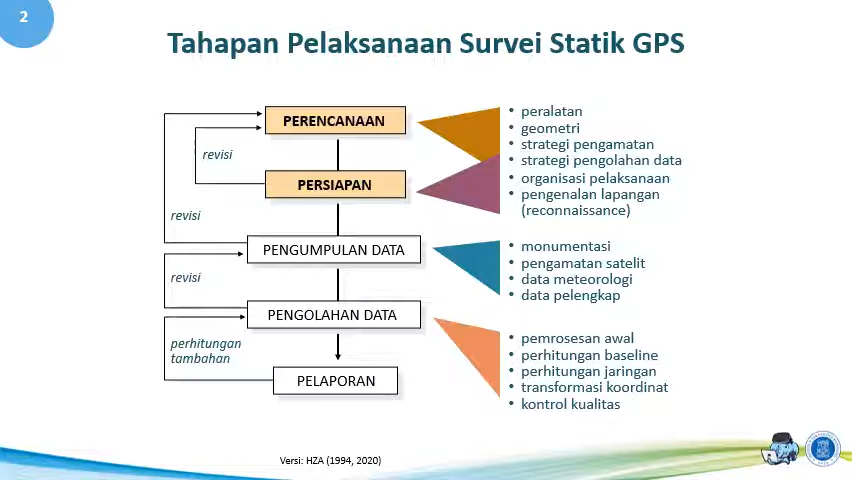 2
Tahapan Pelaksanaan Survei Statik GPS
PERENCANAAN
revisi
PERSIAPAN
revisi
PENGUMPULAN DATA
revisi
PENGOLAHAN DATA
perhitungan
tambahan
PELAPORAN
• peralatan
• geometri
• strategi pengamatan
• strategi pengolahan data
• organisasi pelaksanaan
• pengenalan lapangan
(reconnaissance)
• monumentasi
• pengamatan satelit
• data meteorologi
• data pelengkap
• pemrosesan awal
• perhitungan baseline
• perhitungan jaringan
• transformasi koordinat
• kontrol kualitas
Versi: HZA (1994, 2020)